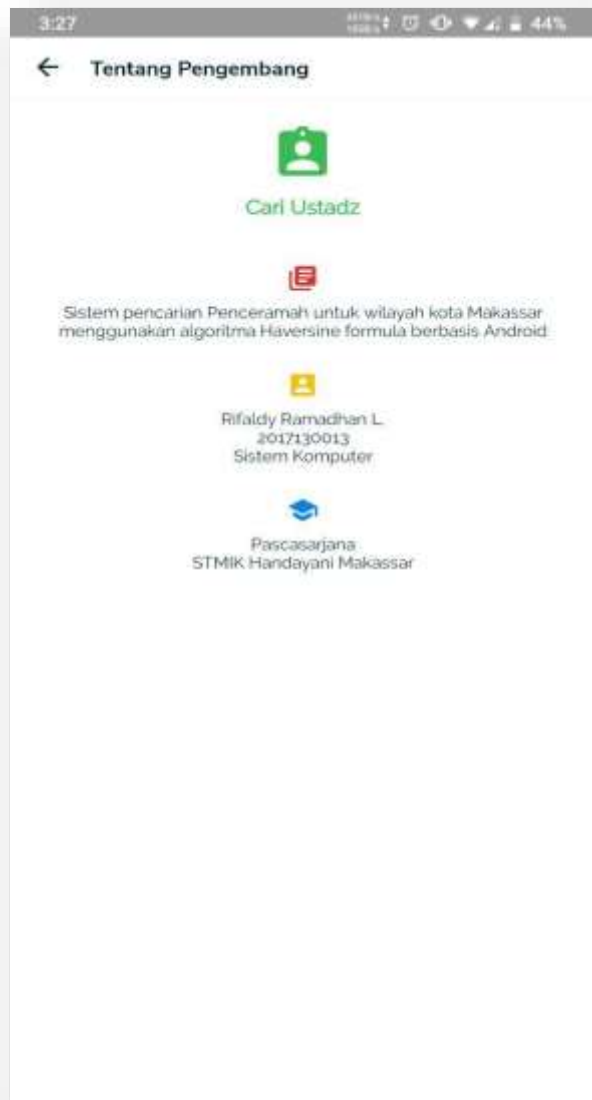 3:27
44%
Tentang Pengembang
Cari Ustadz
Sistem pencarian Penceramah untuk wilayah kota Makassar
menggunakan algoritma Haversine formula berbasis Android
Rifaldy Ramadhan L
2017130013
Sistem Komputer
Pascasarjana
STMIK Handayani Makassar